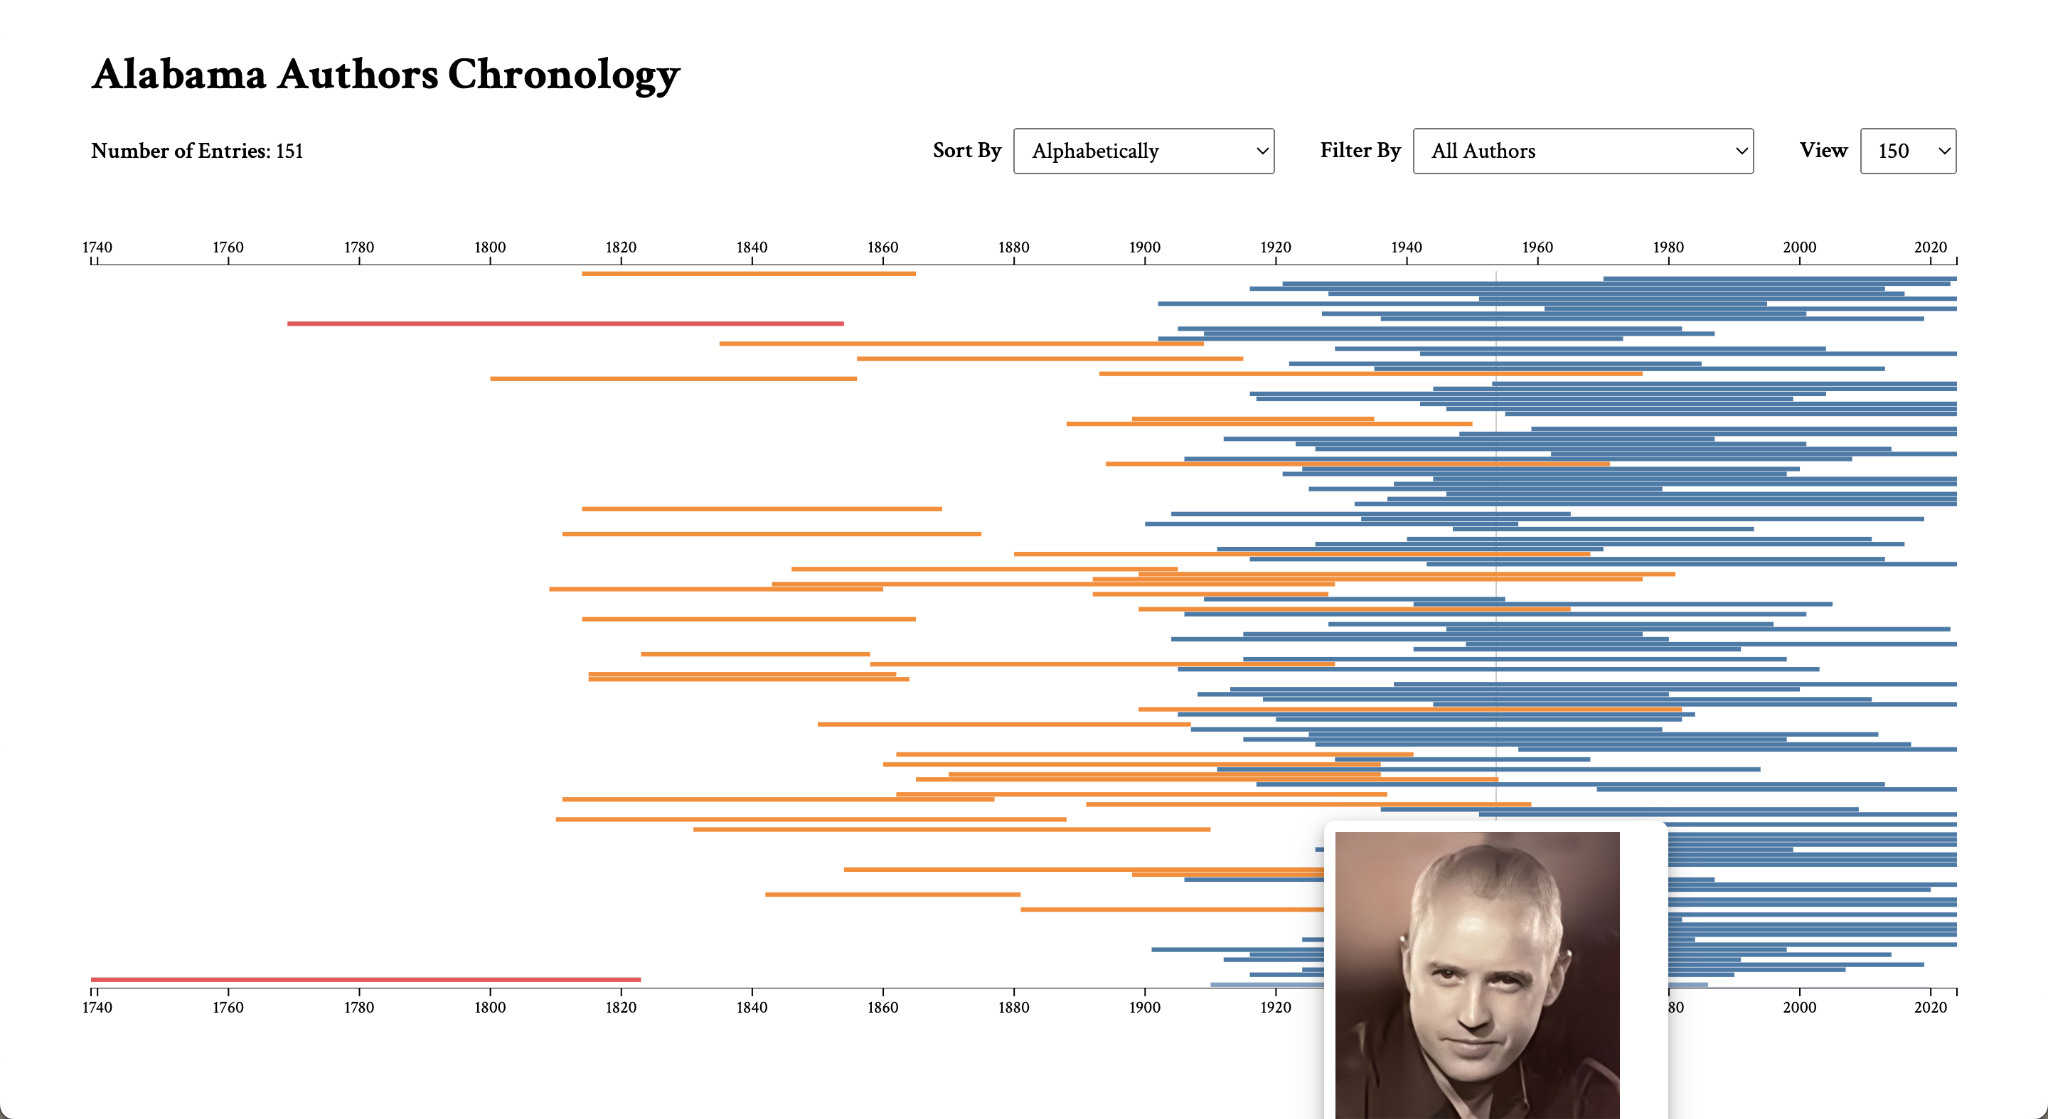 Alabama Authors Chronology
Number of Entries: 151
Sort By Alphabetically Filter By All Authors View 150
1740 1760 1780 1800 1820 1840 1860 1880 1900 1920 1940 1960 1980 2000 2020
1740 1760 1780 1800 1820 1840 1860 1880 1900 1920 80 2000 2020